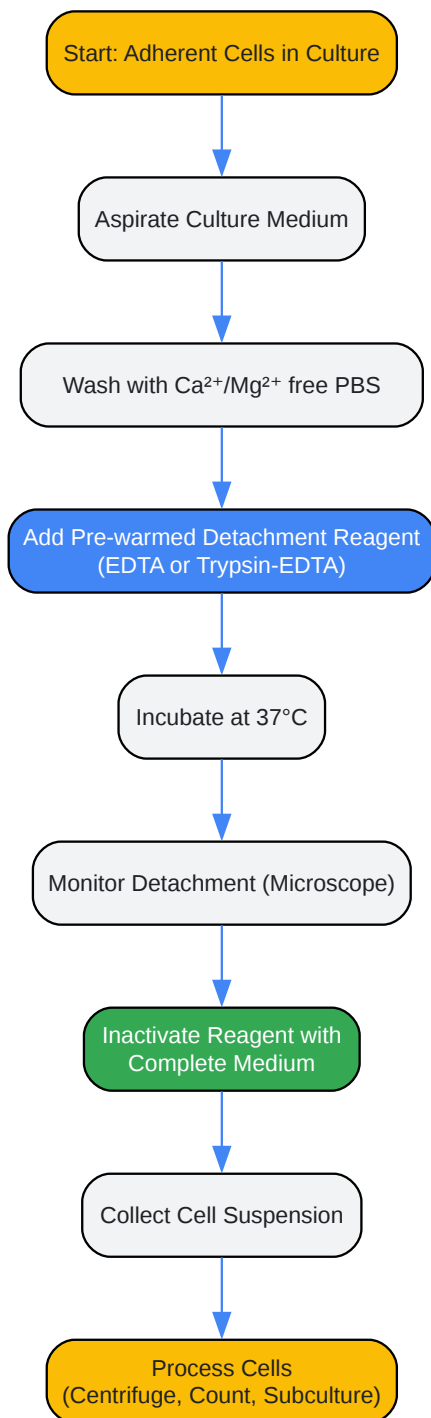 Start: Adherent Cells in Culture
Aspirate Culture Medium
Wash with Ca²⁺/Mg²⁺ free PBS
Add Pre-warmed Detachment Reagent
(EDTA or Trypsin-EDTA)
Incubate at 37°C
Monitor Detachment (Microscope)
Inactivate Reagent with
Complete Medium
Collect Cell Suspension
Process Cells
(Centrifuge, Count, Subculture)